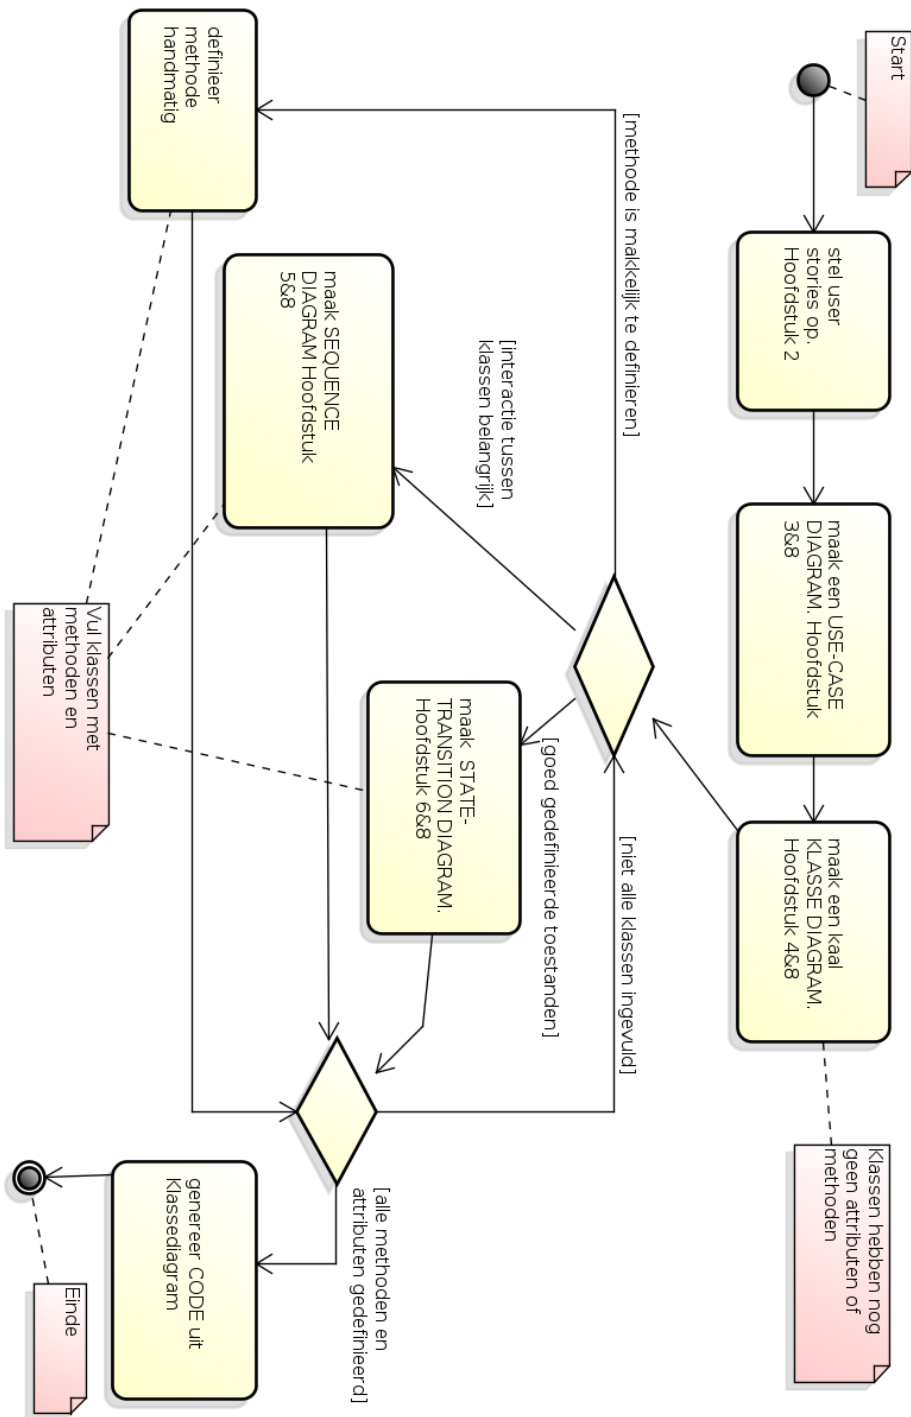 Start
stel user
stories op.
Hoofdstuk 2
maak een USE-CASE
DIAGRAM. Hoofdstuk
3&8
maak een kaal
KLASSE DIAGRAM.
Hoofdstuk 4&8
Klassen hebben nog
geen attributen of
methoden
[methode is makkelijk te definieren]
[niet alle klassen ingevuld]
[interactie tussen
klassen belangrijk]
[goed gedefinieerde toestanden]
definieer
methode
handmatig
maak SEQUENCE
DIAGRAM Hoofdstuk
5&8
maak STATE-
TRANSITION DIAGRAM.
Hoofdstuk 6&8
[alle methoden en
attributen gedefinieerd]
Vul klassen met
methoden en
attributen
genereer CODE uit
Klassediagram
Einde